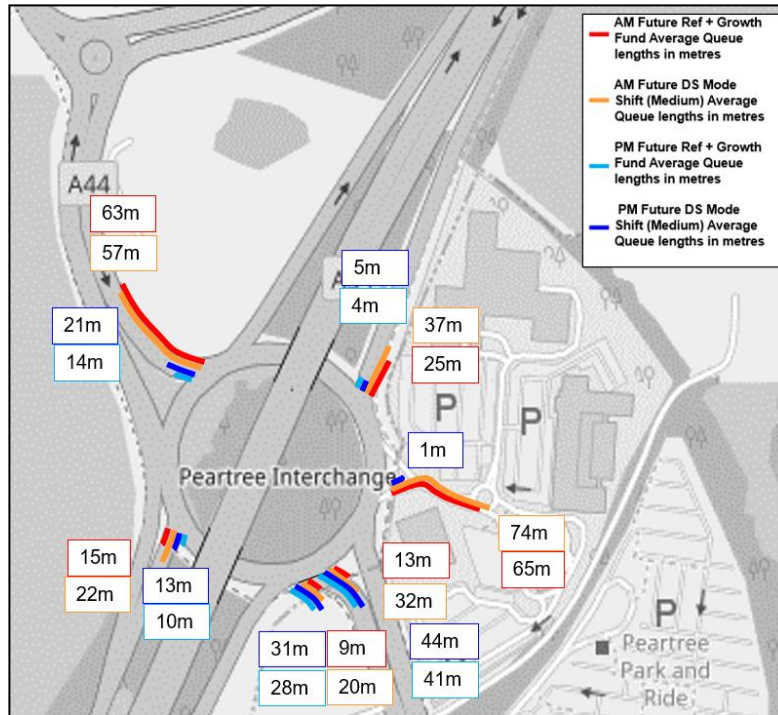 AM Future Ref + Growth
Fund Average Queue
lengths in metres
AM Future DS Mode
Shift (Medium) Average
Queue lengths in metres
PM Future Ref + Growth
Fund Average Queue
lengths in metres
PM Future DS Mode
Shift (Medium) Average
Queue lengths in metres
A44
63m
57m
5m
4m
21m
14m
37m
25m
P
P
1m
Peartree Interchange
74m
65m
15m
22m
13m
10m
13m
32m
31m
9m
28m
20m
44m
41m
P
Peartree
Park and
Ride